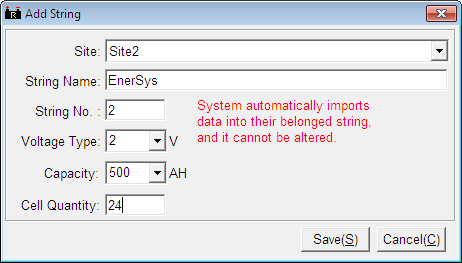 R Add String
Site: Site2
String Name: EnerSys
String No. : 2
System automatically imports
data into their belonged string,
and it cannot be altered.
Voltage Type: 2 V
Capacity: 500 AH
Cell Quantity: 24
Save(S) Cancel(C)